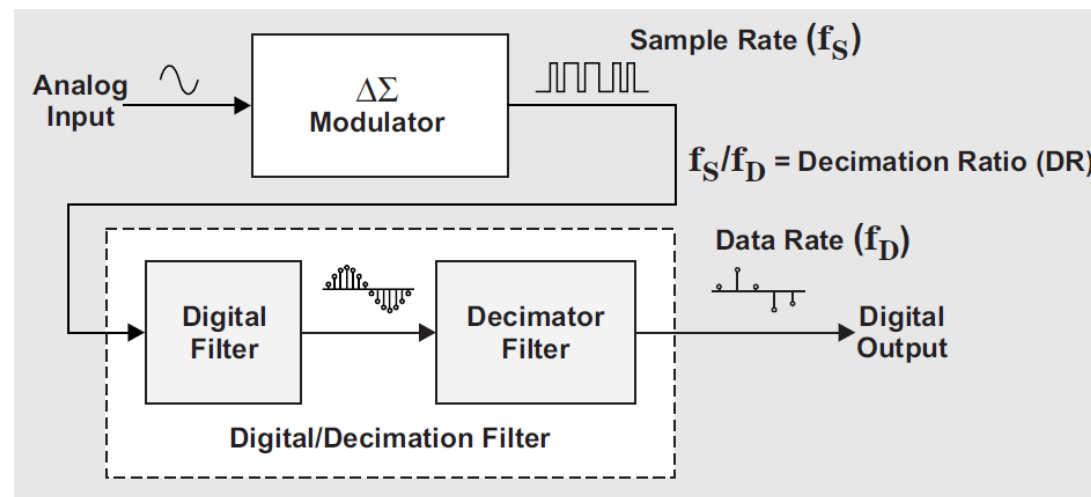 Sample Rate (fS)
Analog
Input
ΔΣ
Modulator
fS/fD = Decimation Ratio (DR)
Data Rate (fD)
Digital
Filter
Decimator
Filter
Digital
Output
Digital/Decimation Filter